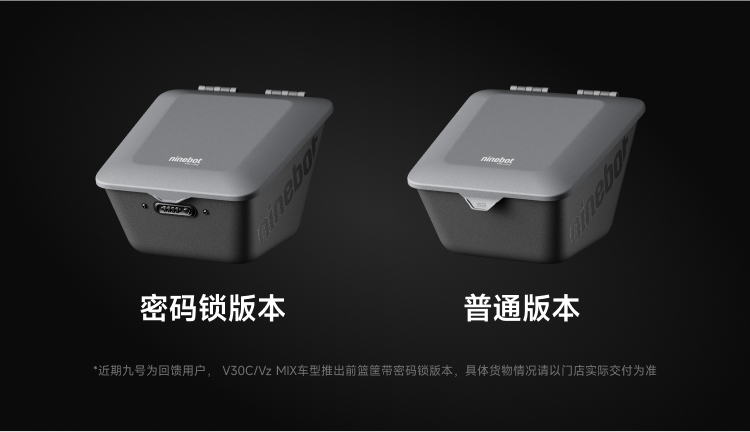 ninebot
ninebot
ninebot
ninebot
密码锁版本
普通版本
*近期九号为回馈用户， V30C/Vz MIX车型推出前篮筐带密码锁版本，具体货物情况请以门店实际交付为准